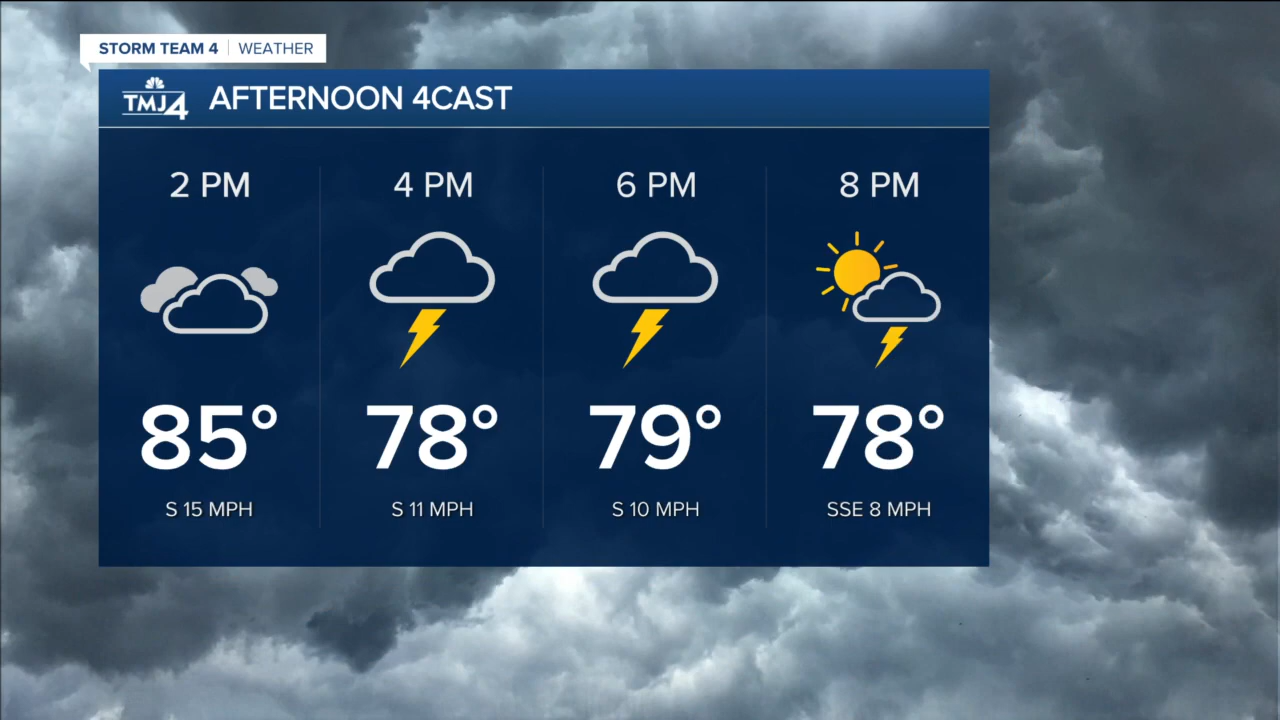 STORM TEAM 4 | WEATHER
TMJ4 AFTERNOON 4CAST
2 PM 4 PM 6 PM 8 PM
85° 78° 79° 78°
S 15 MPH S 11 MPH S 10 MPH SSE 8 MPH